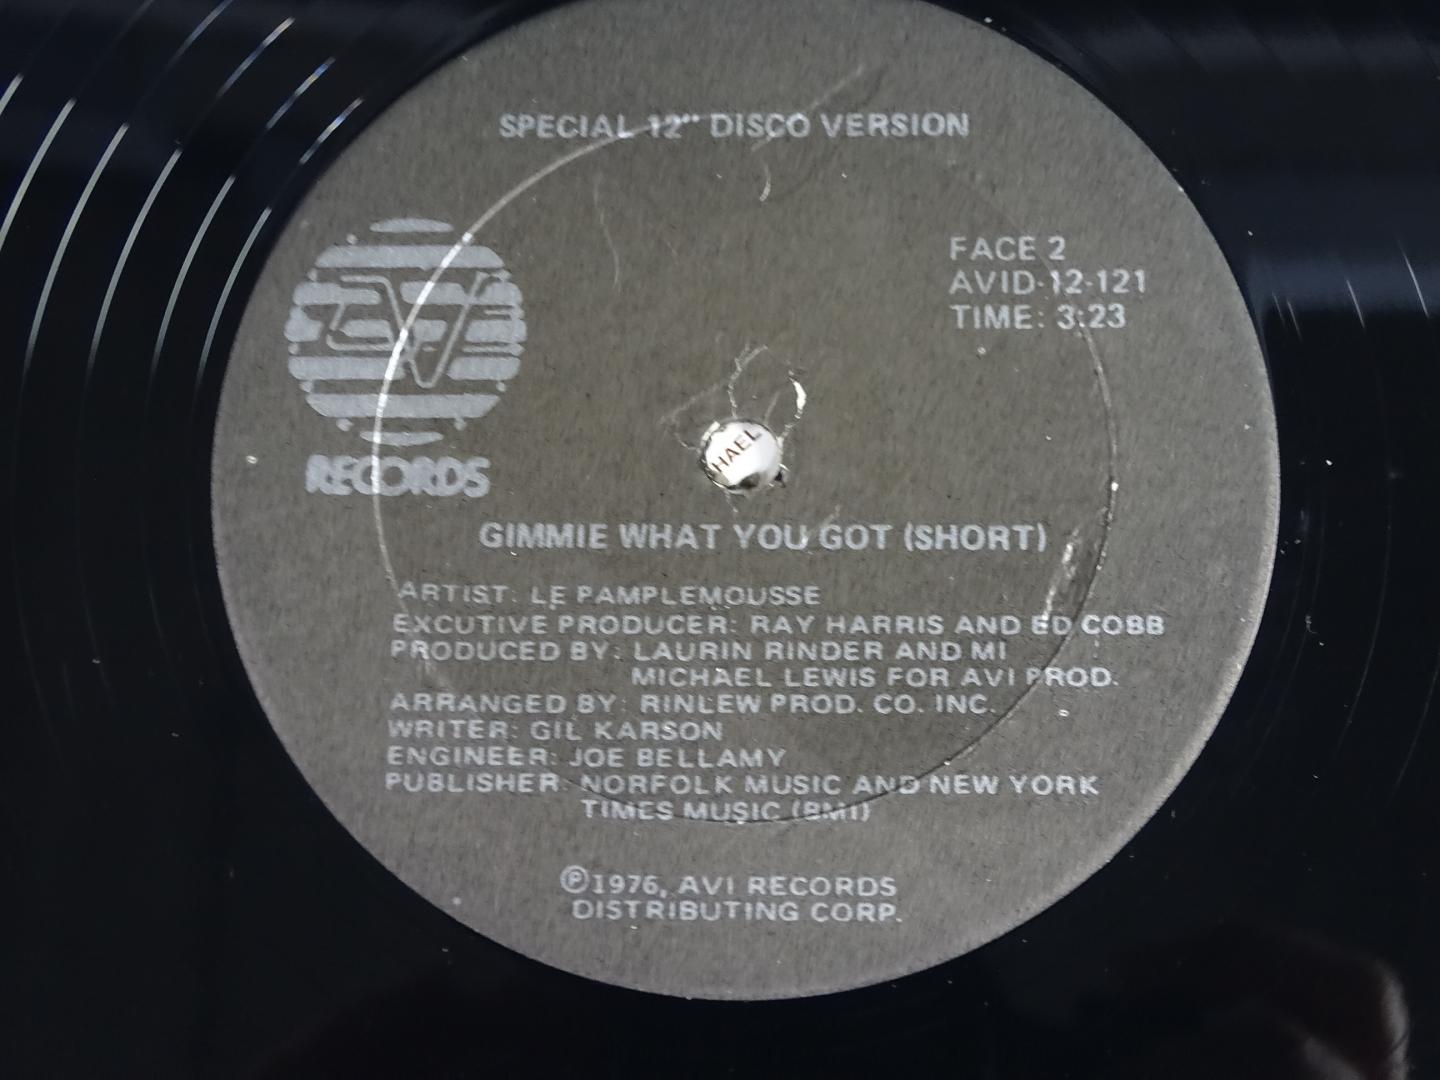 SPECIAL 12" DISCO VERSION
AVI
RECORDS
FACE 2
AVID-12-121
TIME: 3:23
HAEL
GIMMIE WHAT YOU GOT (SHORT)
ARTIST: LE PAMPLEMOUSSE
EXCUTIVE PRODUCER: RAY HARRIS AND ED COBB
PRODUCED BY: LAURIN RINDER AND MI
MICHAEL LEWIS FOR AVI PROD.
ARRANGED BY: RINLEW PROD. CO. INC.
WRITER: GIL KARSON
ENGINEER: JOE BELLAMY
PUBLISHER: NORFOLK MUSIC AND NEW YORK
TIMES MUSIC (BMI)
Ⓟ1976, AVI RECORDS
DISTRIBUTING CORP.